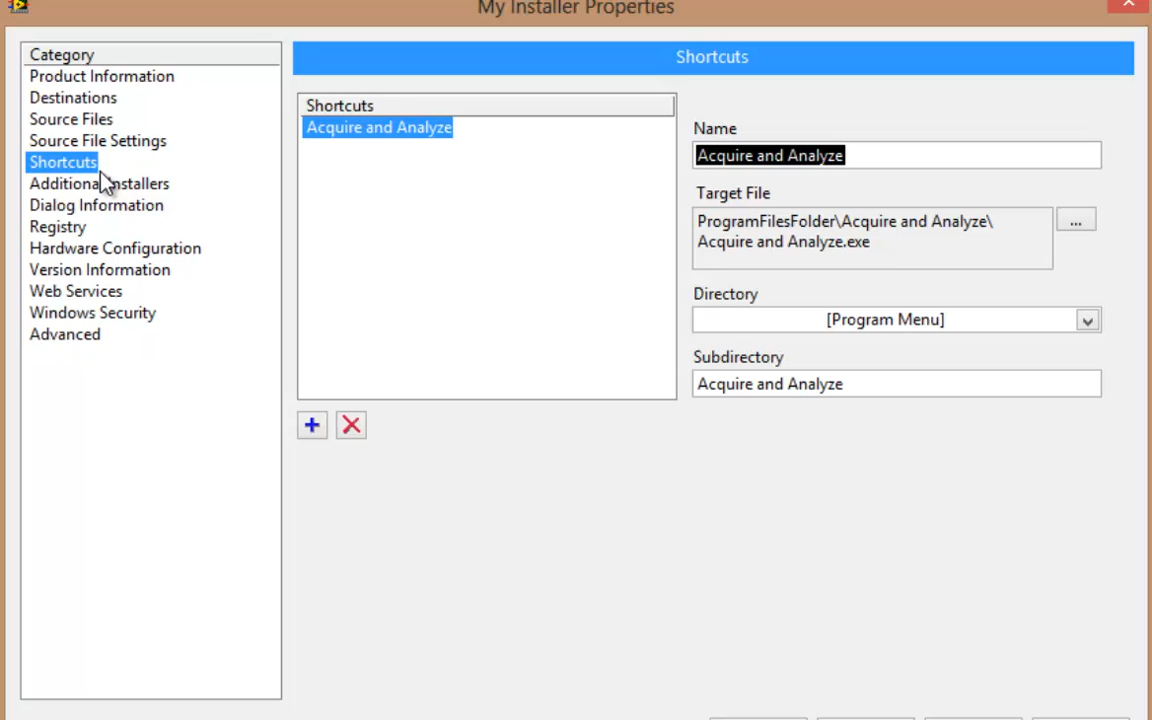 My Installer Properties
Category
Product Information
Destinations
Source Files
Source File Settings
Shortcuts
Additional Installers
Dialog Information
Registry
Hardware Configuration
Version Information
Web Services
Windows Security
Advanced
Shortcuts
Shortcuts
Acquire and Analyze
Name
Acquire and Analyze
Target File
ProgramFilesFolder\Acquire and Analyze\
Acquire and Analyze.exe
...
Directory
[Program Menu]
Subdirectory
Acquire and Analyze